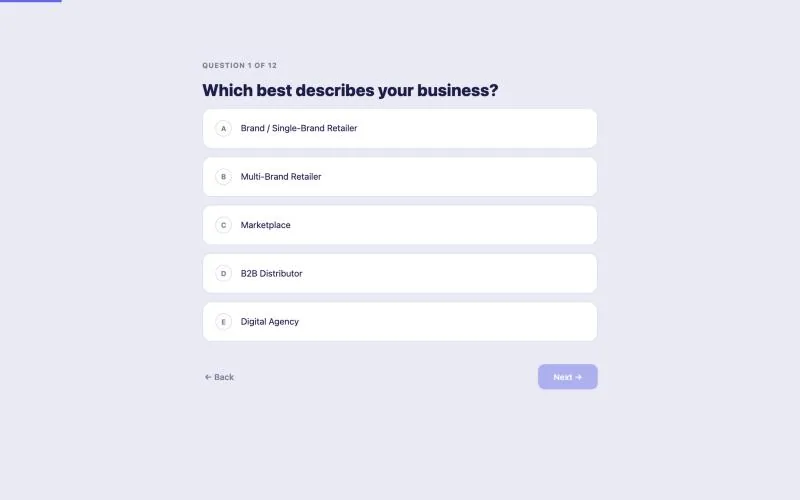 QUESTION 1 OF 12
Which best describes your business?
A Brand / Single-Brand Retailer
B Multi-Brand Retailer
C Marketplace
D B2B Distributor
E Digital Agency
← Back
Next →